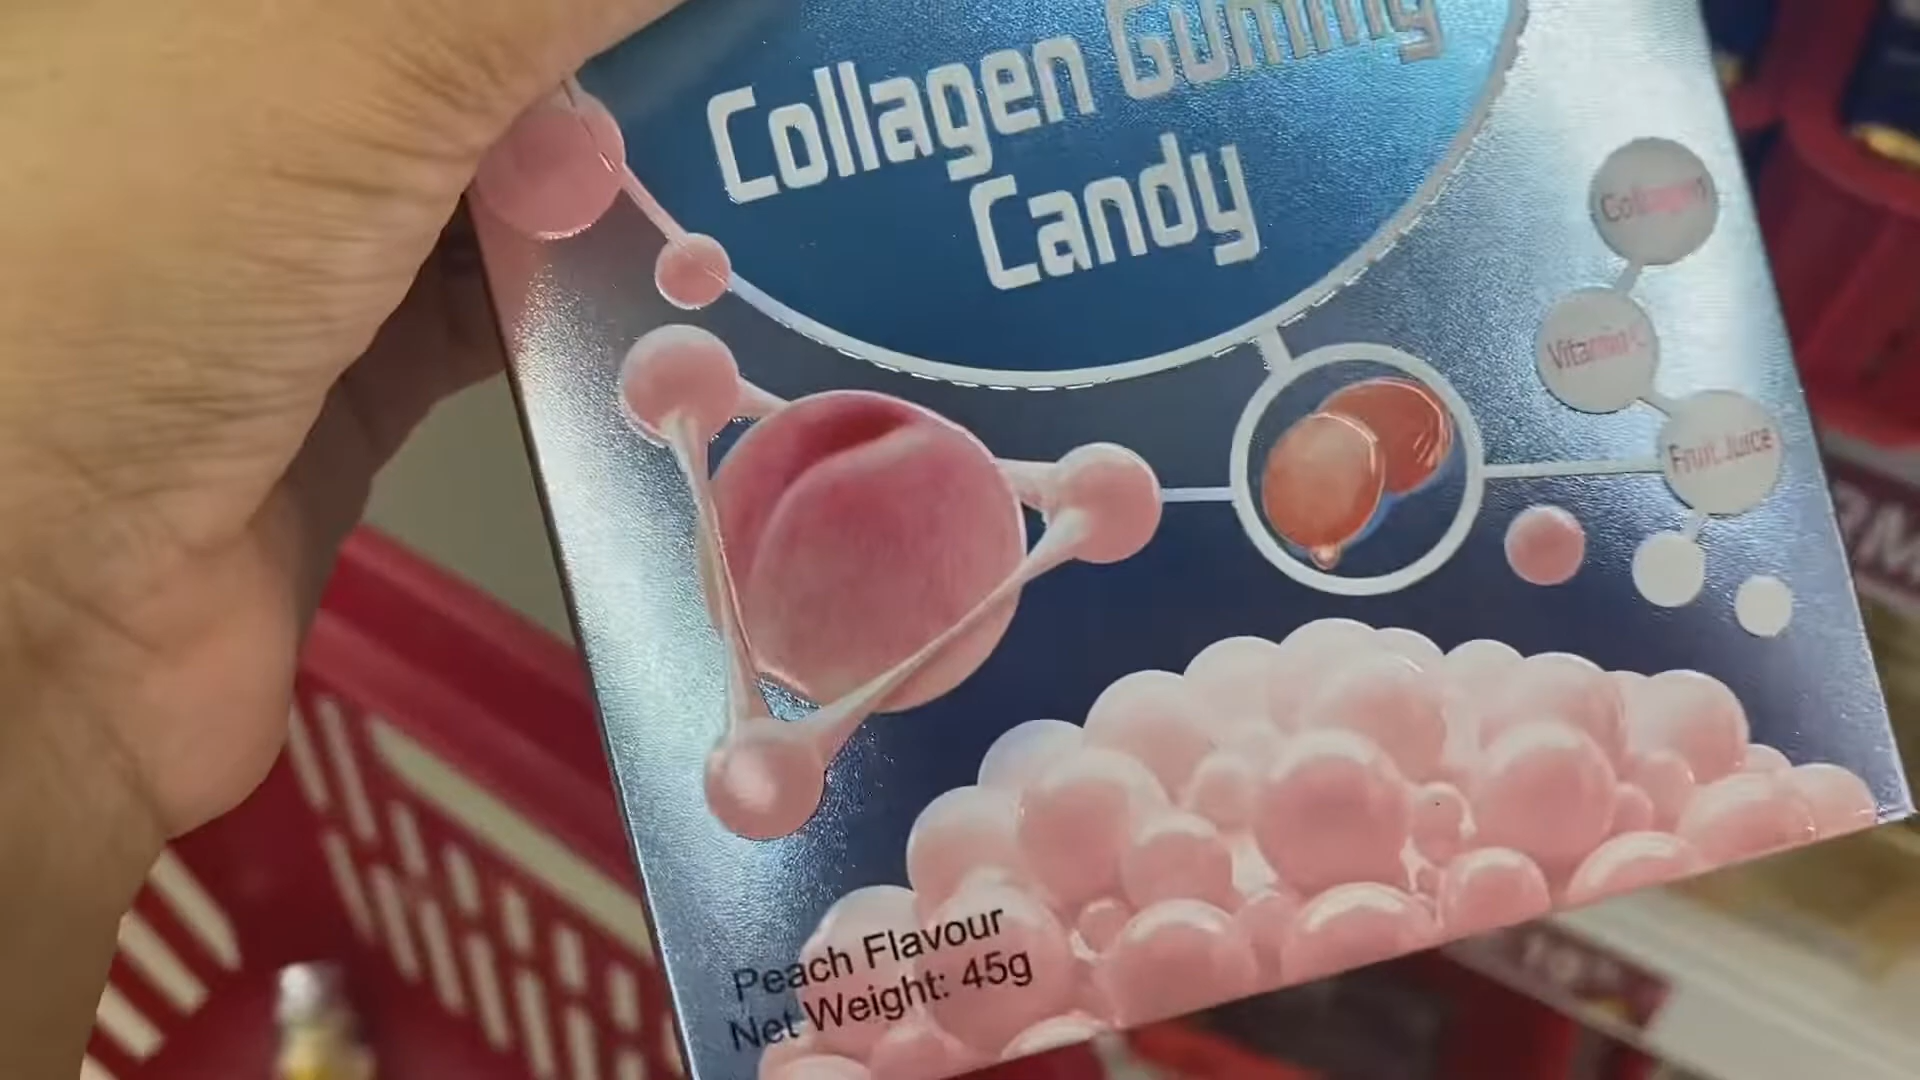 Collagen Gummy
Candy
Collagen
Vitamin C
Fruit Juice
Peach Flavour
Net Weight: 45g